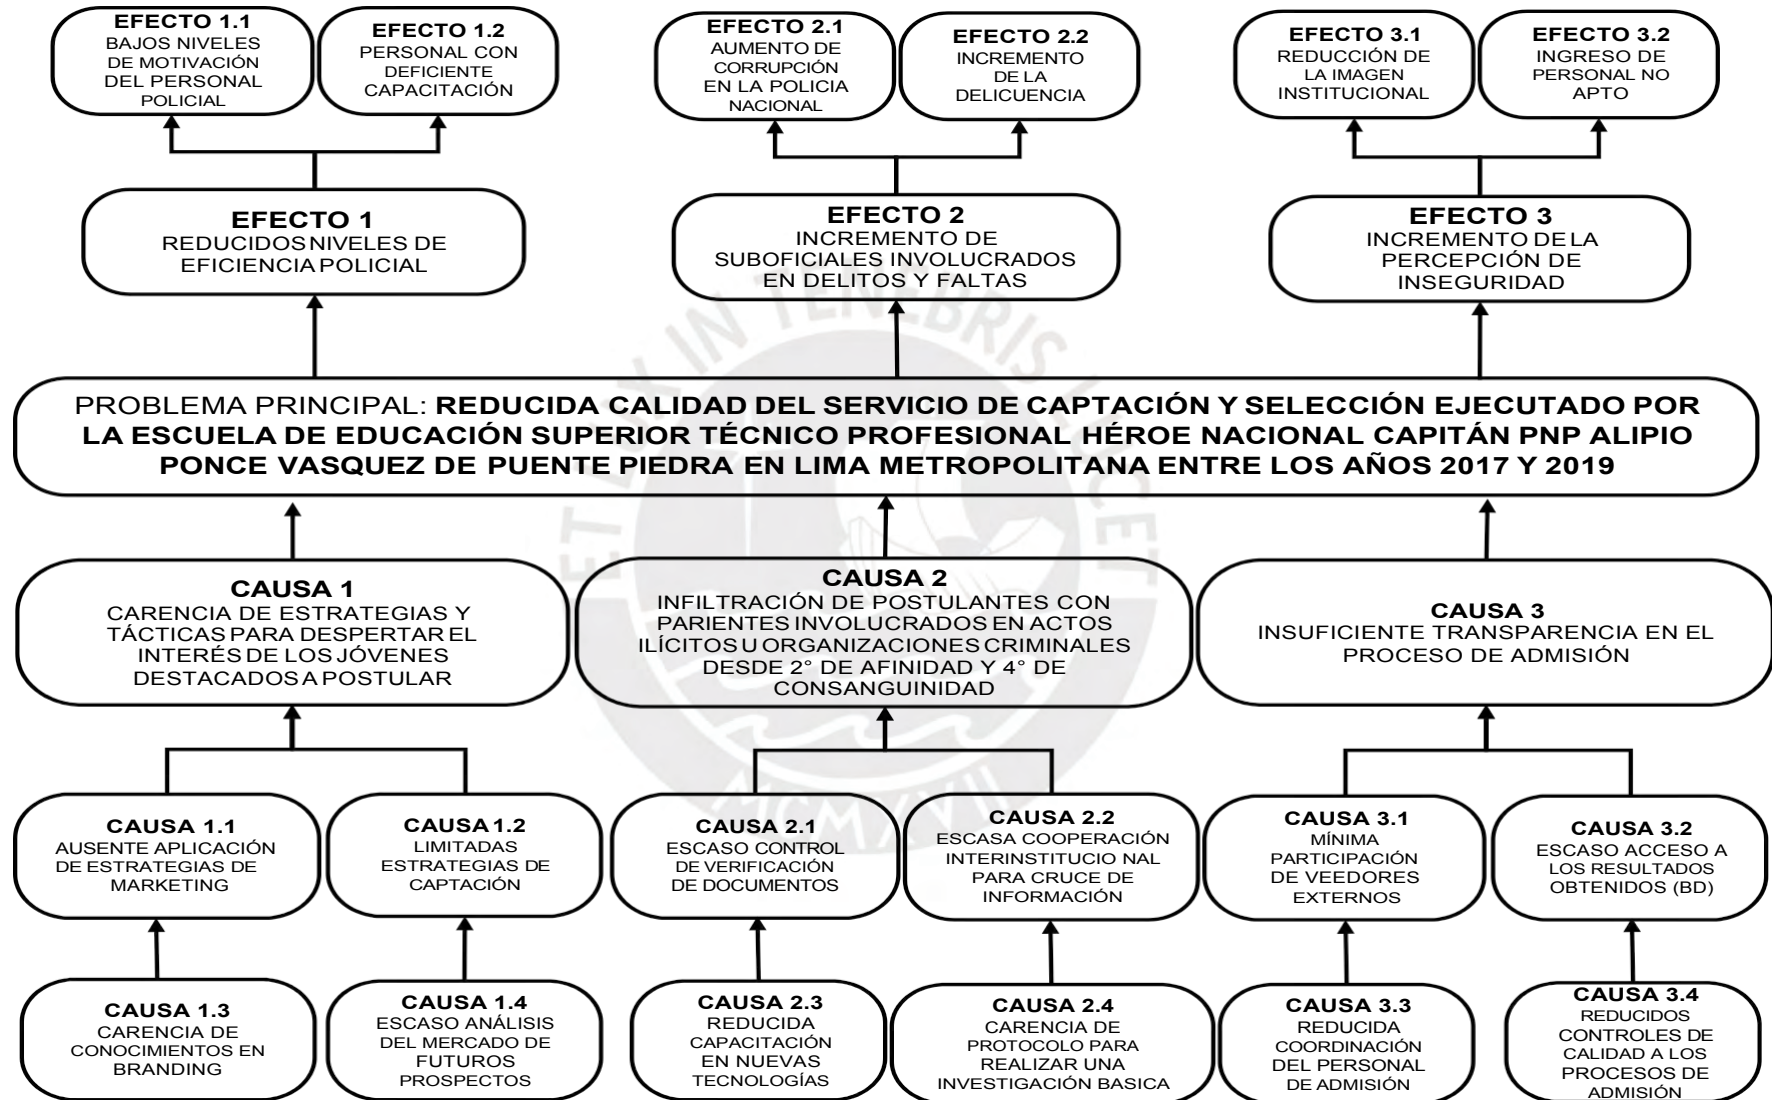 EFECTO 1.1
BAJOS NIVELES
DE MOTIVACIÓN
DEL PERSONAL
POLICIAL
EFECTO 1.2
PERSONAL CON
DEFICIENTE
CAPACITACIÓN
EFECTO 2.1
AUMENTO DE
CORRUPCIÓN
EN LA POLICIA
NACIONAL
EFECTO 2.2
INCREMENTO
DE LA
DELICUENCIA
EFECTO 3.1
REDUCCIÓN DE
LA IMAGEN
INSTITUCIONAL
EFECTO 3.2
INGRESO DE
PERSONAL NO
APTO
EFECTO 1
REDUCIDOS NIVELES DE
EFICIENCIA POLICIAL
EFECTO 2
INCREMENTO DE
SUBOFICIALES INVOLUCRADOS
EN DELITOS Y FALTAS
EFECTO 3
INCREMENTO DE LA
PERCEPCIÓN DE
INSEGURIDAD
PROBLEMA PRINCIPAL: REDUCIDA CALIDAD DEL SERVICIO DE CAPTACIÓN Y SELECCIÓN EJECUTADO POR
LA ESCUELA DE EDUCACIÓN SUPERIOR TÉCNICO PROFESIONAL HÉROE NACIONAL CAPITÁN PNP ALIPIO
PONCE VASQUEZ DE PUENTE PIEDRA EN LIMA METROPOLITANA ENTRE LOS AÑOS 2017 Y 2019
CAUSA 1
CARENCIA DE ESTRATEGIAS Y
TÁCTICAS PARA DESPERTAR EL
INTERÉS DE LOS JÓVENES
DESTACADOS A POSTULAR
CAUSA 2
INFILTRACIÓN DE POSTULANTES CON
PARIENTES INVOLUCRADOS EN ACTOS
ILÍCITOS U ORGANIZACIONES CRIMINALES
DESDE 2° DE AFINIDAD Y 4° DE
CONSANGUINIDAD
CAUSA 3
INSUFICIENTE TRANSPARENCIA EN EL
PROCESO DE ADMISIÓN
CAUSA 1.1
AUSENTE APLICACIÓN
DE ESTRATEGIAS DE
MARKETING
CAUSA 1.2
LIMITADAS
ESTRATEGIAS DE
CAPTACIÓN
CAUSA 2.1
ESCASO CONTROL
DE VERIFICACIÓN
DE DOCUMENTOS
CAUSA 2.2
ESCASA COOPERACIÓN
INTERINSTITUCIO NAL
PARA CRUCE DE
INFORMACIÓN
CAUSA 3.1
MÍNIMA
PARTICIPACIÓN
DE VEEDORES
EXTERNOS
CAUSA 3.2
ESCASO ACCESO A
LOS RESULTADOS
OBTENIDOS (BD)
CAUSA 1.3
CARENCIA DE
CONOCIMIENTOS EN
BRANDING
CAUSA 1.4
ESCASO ANÁLISIS
DEL MERCADO DE
FUTUROS
PROSPECTOS
CAUSA 2.3
REDUCIDA
CAPACITACIÓN
EN NUEVAS
TECNOLOGÍAS
CAUSA 2.4
CARENCIA DE
PROTOCOLO PARA
REALIZAR UNA
INVESTIGACIÓN BASICA
CAUSA 3.3
REDUCIDA
COORDINACIÓN
DEL PERSONAL
DE ADMISIÓN
CAUSA 3.4
REDUCIDOS
CONTROLES DE
CALIDAD A LOS
PROCESOS DE
ADMISIÓN
ET LUX IN TENEBRIS LUCET
MCMXVII